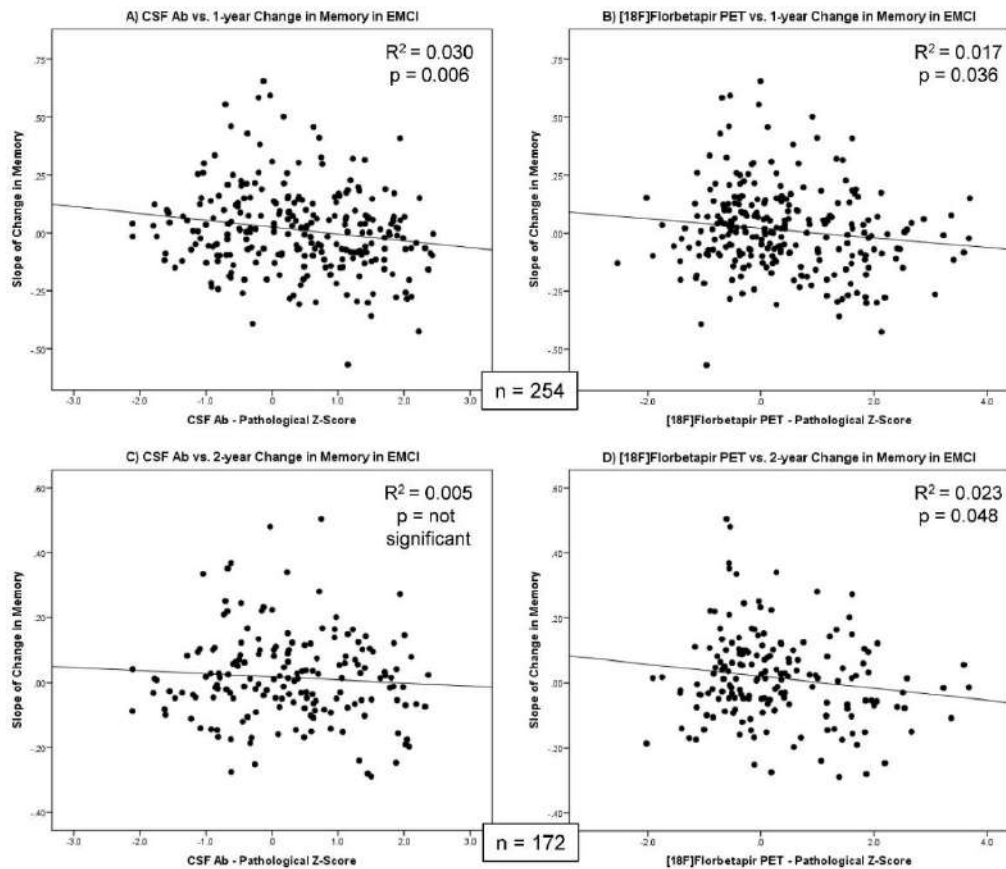 A) CSF Ab vs. 1-year Change in Memory in EMCI
R² = 0.030
p = 0.006
Slope of Change in Memory
.75
.50
.25
.00
-.25
-.50
-3.0
-2.0
-1.0
.0
1.0
2.0
3.0
CSF Ab - Pathological Z-Score
B) [18F]Florbetapir PET vs. 1-year Change in Memory in EMCI
R² = 0.017
p = 0.036
Slope of Change in Memory
.75
.50
.25
.00
-.25
-.50
-2.0
.0
2.0
4.0
[18F]Florbetapir PET - Pathological Z-Score
n = 254
C) CSF Ab vs. 2-year Change in Memory in EMCI
R² = 0.005
p = not
significant
Slope of Change in Memory
.60
.40
.20
.00
-.20
-.40
-3.0
-2.0
-1.0
.0
1.0
2.0
3.0
CSF Ab - Pathological Z-Score
D) [18F]Florbetapir PET vs. 2-year Change in Memory in EMCI
R² = 0.023
p = 0.048
Slope of Change in Memory
.60
.40
.20
.00
-.20
-.40
-2.0
.0
2.0
4.0
[18F]Florbetapir PET - Pathological Z-Score
n = 172